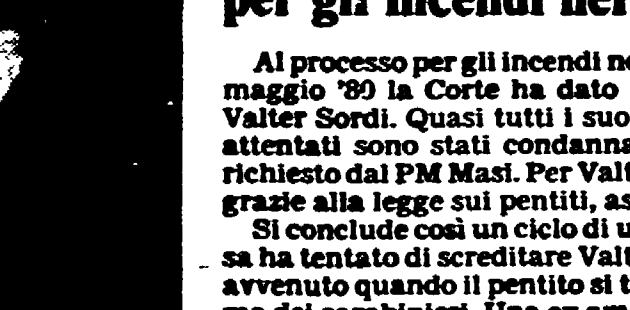 per gli incendi nel
Al processo per gli incendi ne
maggio '80 la Corte ha dato
Valter Sordi. Quasi tutti i suo
attentati sono stati condanna
richiesto dal PM Masi. Per Valt
grazie alla legge sui pentiti, as
Si conclude così un ciclo di u
sa ha tentato di screditare Valt
avvenuto quando il pentito si t